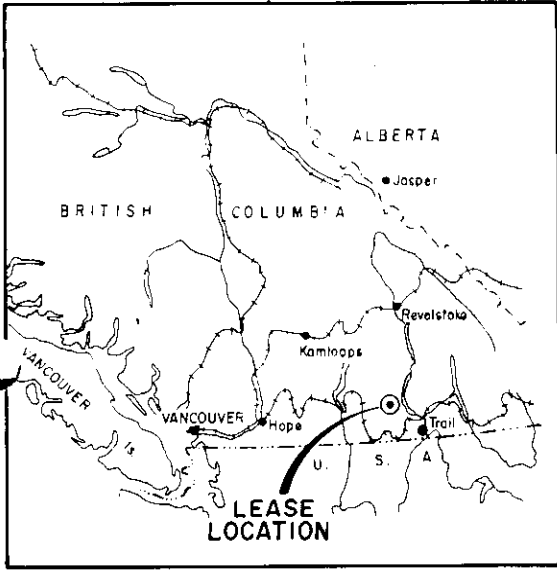 ALBERTA
Jasper
BRITISH COLUMBIA
Revelstoke
Kamloops
VANCOUVER Is
VANCOUVER
Hope
Trail
U. S. A
LEASE
LOCATION